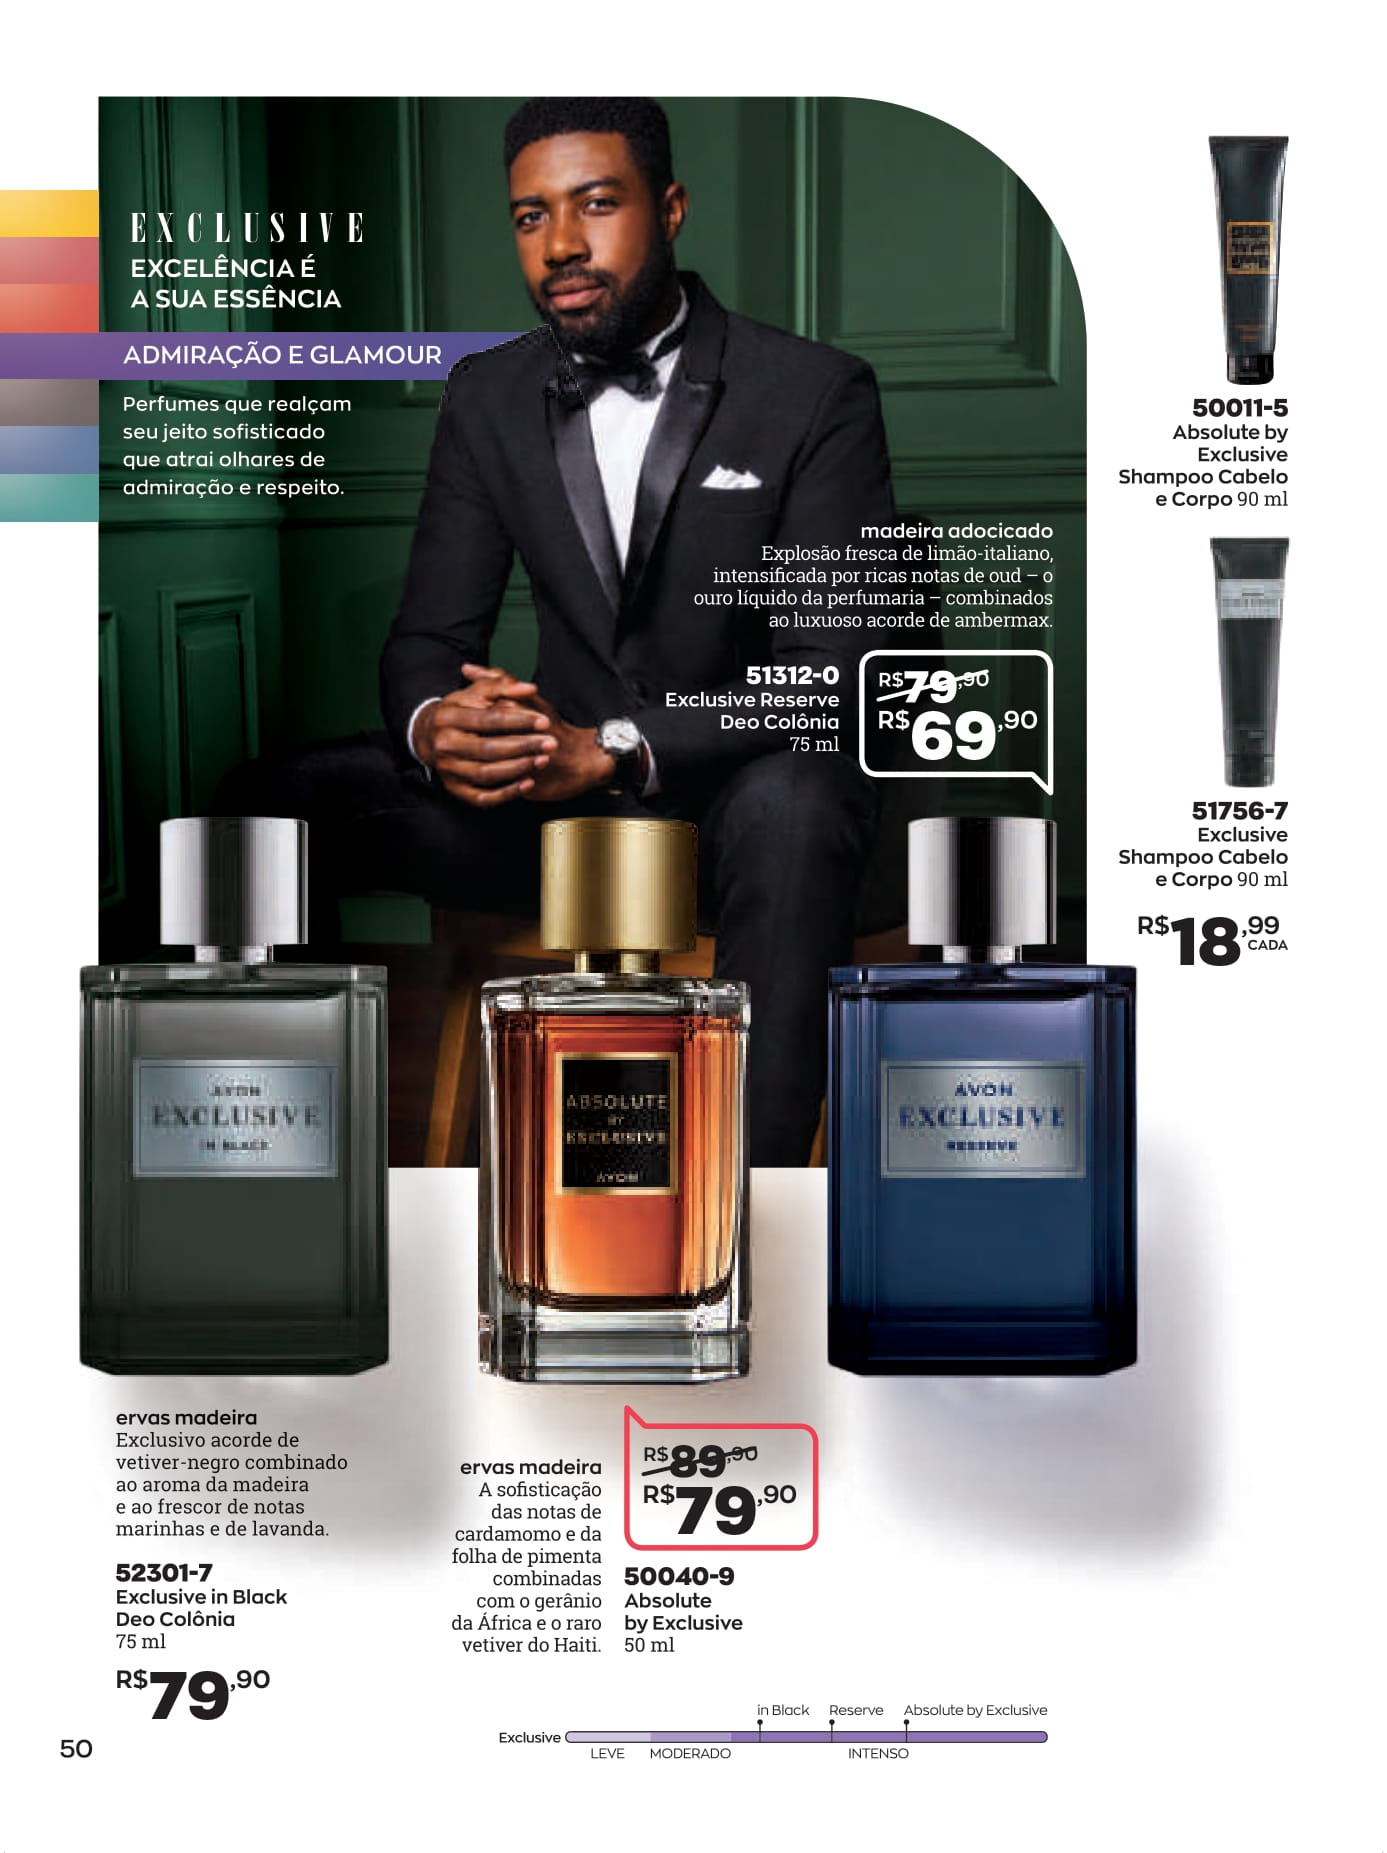 EXCLUSIVE
EXCELÊNCIA É
A SUA ESSÊNCIA
ADMIRAÇÃO E GLAMOUR
Perfumes que realçam
seu jeito sofisticado
que atrai olhares de
admiração e respeito.
madeira adocicado
Explosão fresca de limão-italiano,
intensificada por ricas notas de oud – o
ouro líquido da perfumaria – combinados
ao luxuoso acorde de ambermax.
51312-0
Exclusive Reserve
Deo Colônia
75 ml
R$79,90
R$69,90
50011-5
Absolute by
Exclusive
Shampoo Cabelo
e Corpo 90 ml
51756-7
Exclusive
Shampoo Cabelo
e Corpo 90 ml
R$18,99
CADA
AVON
EXCLUSIVE
IN BLACK
ABSOLUTE
BY
EXCLUSIVE
AVON
AVON
EXCLUSIVE
RESERVE
ervas madeira
Exclusivo acorde de
vetiver-negro combinado
ao aroma da madeira
e ao frescor de notas
marinhas e de lavanda.
52301-7
Exclusive in Black
Deo Colônia
75 ml
R$79,90
ervas madeira
A sofisticação
das notas de
cardamomo e da
folha de pimenta
combinadas
com o gerânio
da África e o raro
vetiver do Haiti.
R$89,90
R$79,90
50040-9
Absolute
by Exclusive
50 ml
in Black Reserve Absolute by Exclusive
Exclusive
LEVE MODERADO INTENSO
50